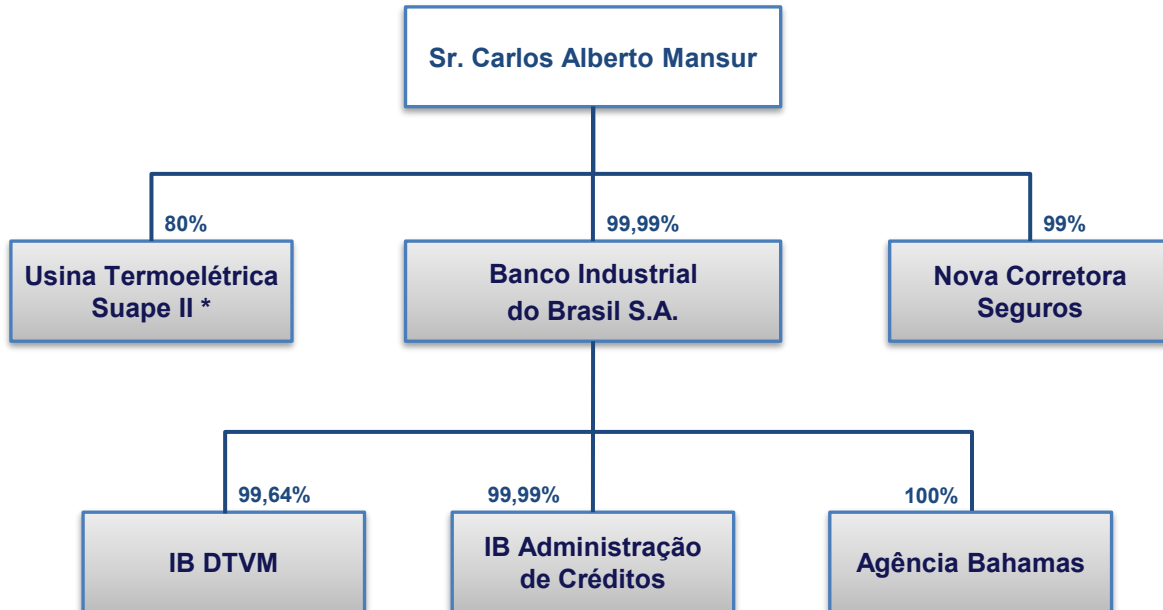 Sr. Carlos Alberto Mansur
80%
99,99%
99%
Usina Termoelétrica
Suape II *
Banco Industrial
do Brasil S.A.
Nova Corretora
Seguros
99,64%
99,99%
100%
IB DTVM
IB Administração
de Créditos
Agência Bahamas